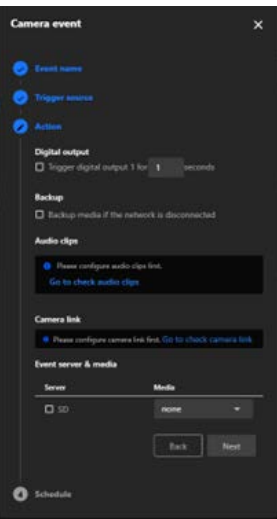 Camera event
Event name
Trigger source
Action
Digital output
Trigger digital output 1 for 1 seconds
Backup
Backup media if the network is disconnected
Audio clips
Please configure audio clips first.
Go to check audio clips
Camera link
Please configure camera link first. Go to check camera link
Event server & media
Server Media
SD none
Back Next
4 Schedule